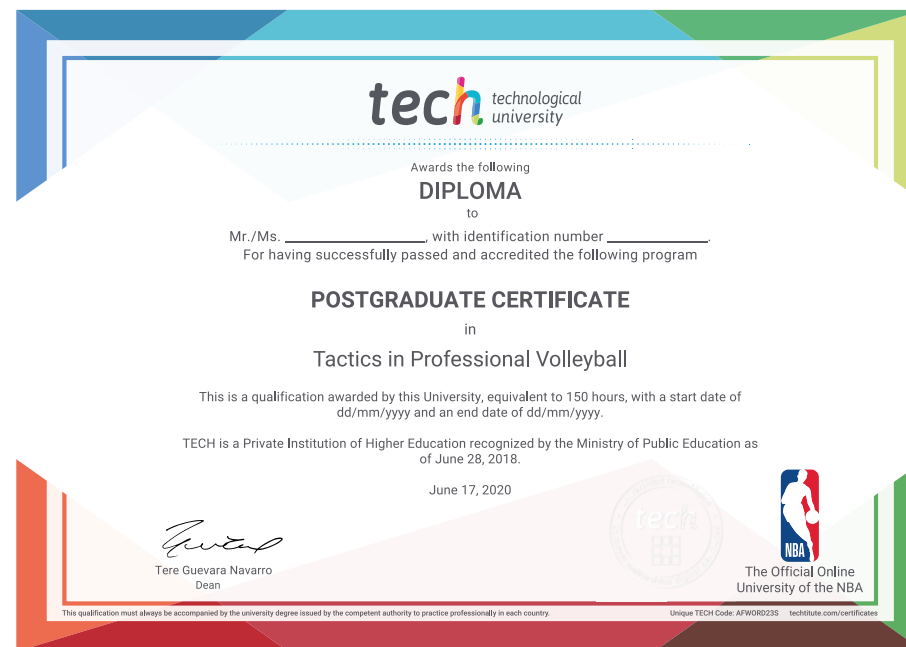 tech technological
university
Awards the following
DIPLOMA
to
Mr./Ms. ____________________, with identification number ______________.
For having successfully passed and accredited the following program
POSTGRADUATE CERTIFICATE
in
Tactics in Professional Volleyball
This is a qualification awarded by this University, equivalent to 150 hours, with a start date of
dd/mm/yyyy and an end date of dd/mm/yyyy.
TECH is a Private Institution of Higher Education recognized by the Ministry of Public Education as
of June 28, 2018.
June 17, 2020
tech
NBA
Tere Guevara Navarro
Dean
The Official Online
University of the NBA
This qualification must always be accompanied by the university degree issued by the competent authority to practice professionally in each country.
Unique TECH Code: AFWORD23S techtitute.com/certificates